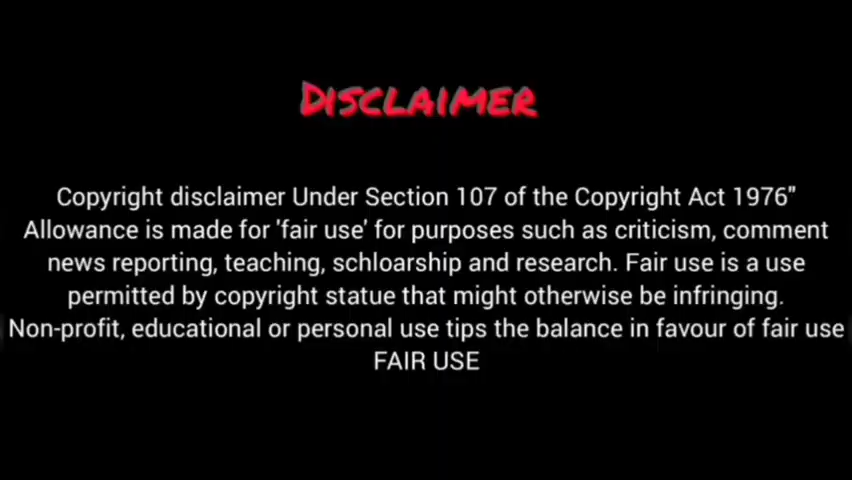 DISCLAIMER
Copyright disclaimer Under Section 107 of the Copyright Act 1976"
Allowance is made for 'fair use' for purposes such as criticism, comment
news reporting, teaching, schloarship and research. Fair use is a use
permitted by copyright statue that might otherwise be infringing.
Non-profit, educational or personal use tips the balance in favour of fair use
FAIR USE